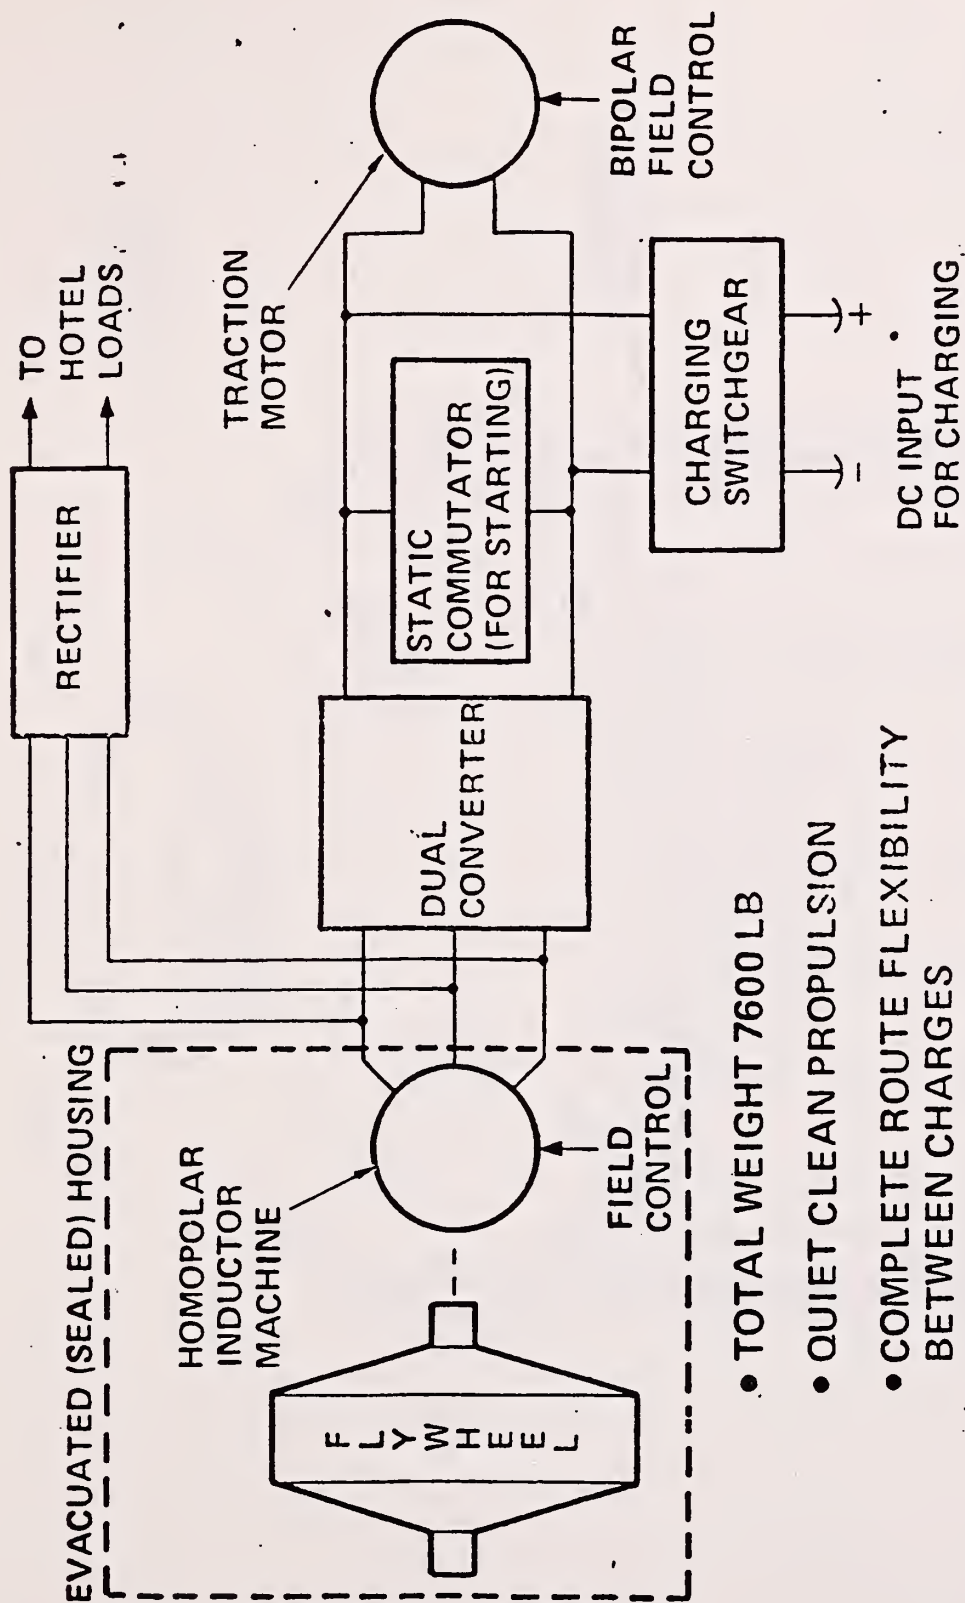 EVACUATED (SEALED) HOUSING
FLYWHEEL
HOMOPOLAR
INDUCTOR
MACHINE
FIELD
CONTROL
RECTIFIER
TO
HOTEL
LOADS
DUAL
CONVERTER
STATIC
COMMUTATOR
(FOR STARTING)
TRACTION
MOTOR
BIPOLAR
FIELD
CONTROL
CHARGING
SWITCHGEAR
- +
DC INPUT
FOR CHARGING
• TOTAL WEIGHT 7600 LB
• QUIET CLEAN PROPULSION
• COMPLETE ROUTE FLEXIBILITY
BETWEEN CHARGES